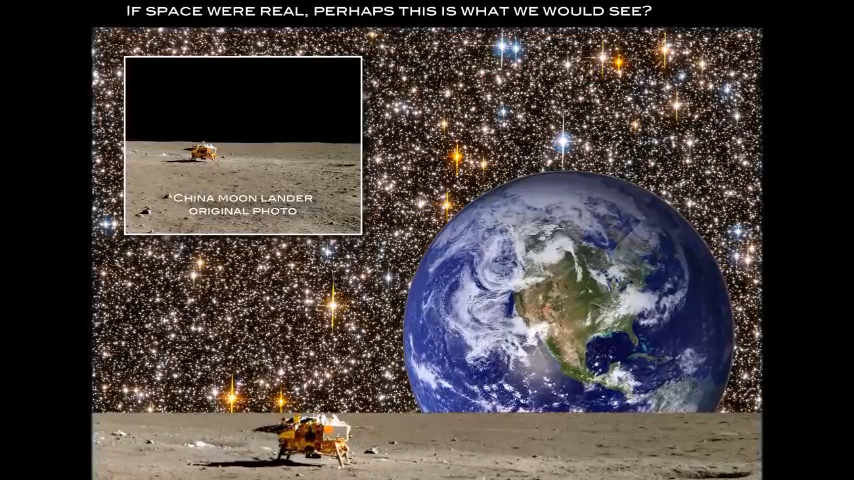 If space were real, perhaps this is what we would see?
China moon lander
original photo